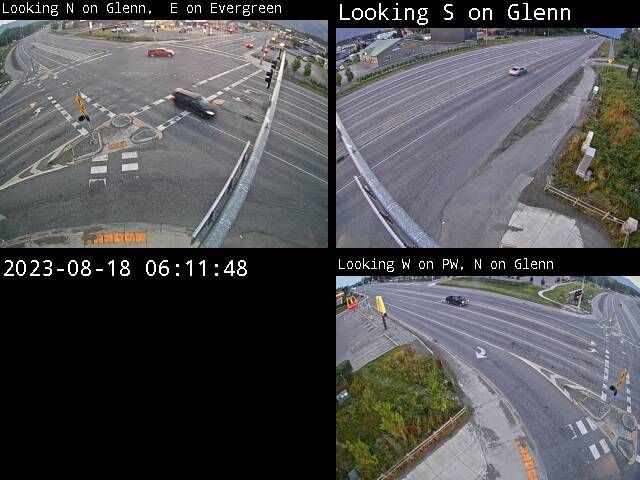 Looking N on Glenn,  E on Evergreen
Looking S on Glenn
2023-08-18 06:11:48
Looking W on PW, N on Glenn